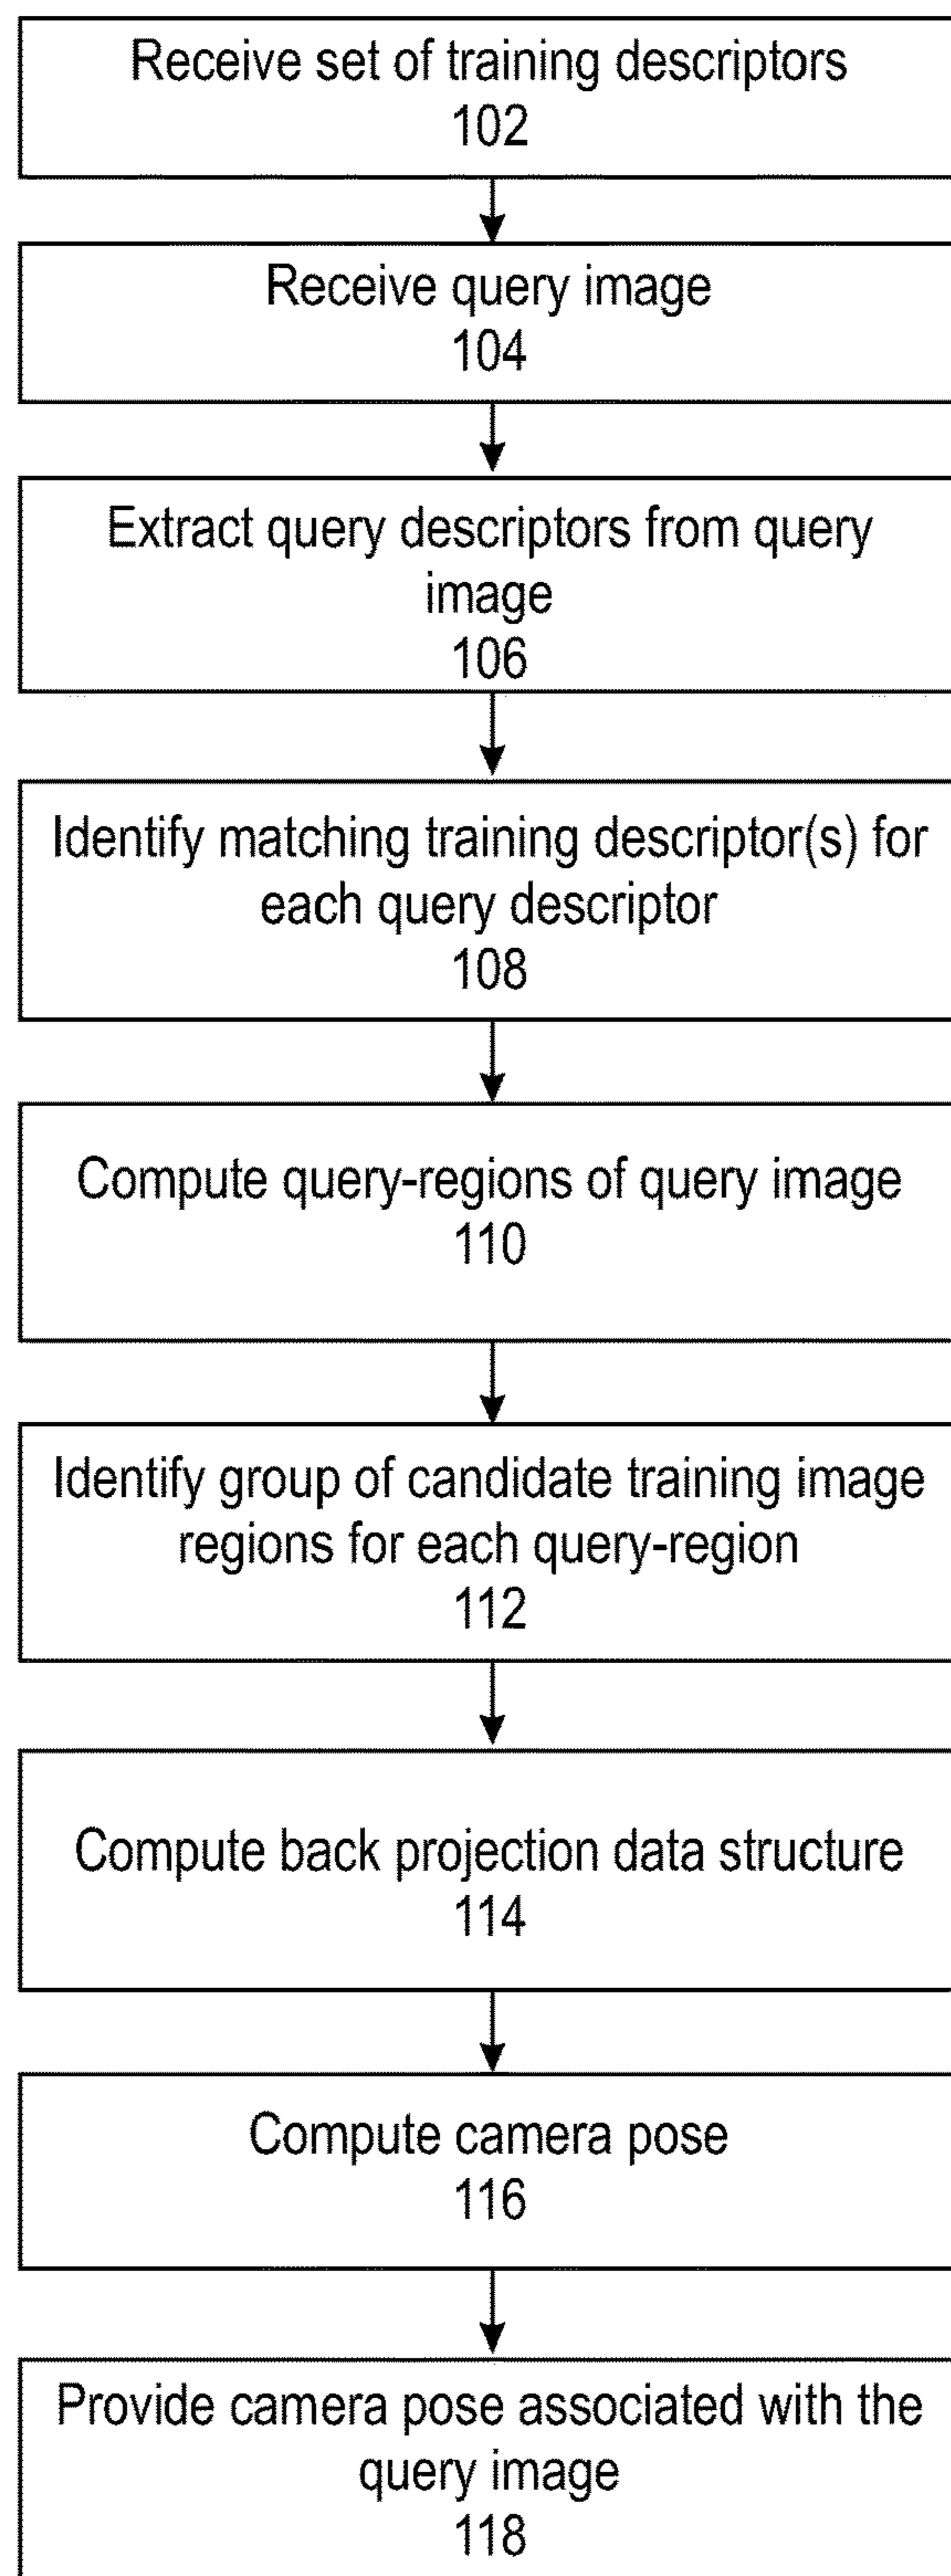 Receive set of training descriptors
102
Receive query image
104
Extract query descriptors from query
image
106
Identify matching training descriptor(s) for
each query descriptor
108
Compute query-regions of query image
110
Identify group of candidate training image
regions for each query-region
112
Compute back projection data structure
114
Compute camera pose
116
Provide camera pose associated with the
query image
118